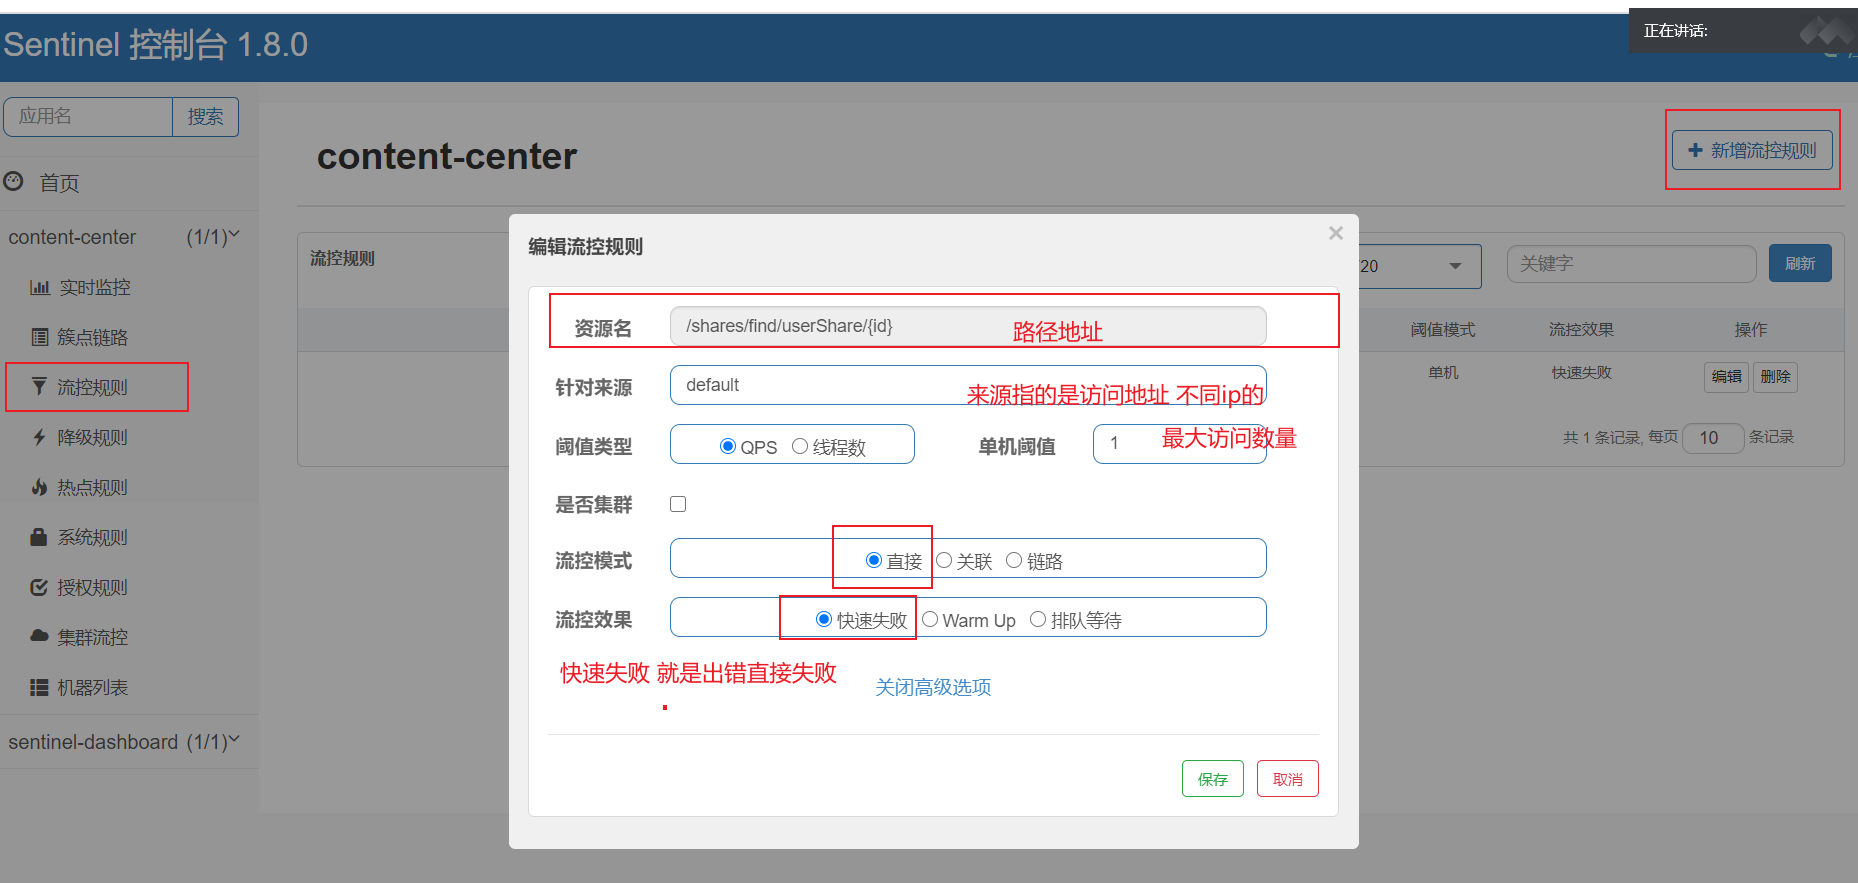 Sentinel 控制台 1.8.0
正在讲话:
应用名
搜索
首页
content-center (1/1)
实时监控
簇点链路
流控规则
降级规则
热点规则
系统规则
授权规则
集群流控
机器列表
sentinel-dashboard (1/1)
content-center
新增流控规则
流控规则
20
关键字
刷新
阈值模式 流控效果 操作
单机 快速失败 编辑 删除
共 1 条记录, 每页 10 条记录
编辑流控规则
×
资源名 /shares/find/userShare/{id} 路径地址
针对来源 default 来源指的是访问地址 不同ip的
阈值类型 QPS 线程数 单机阈值 1 最大访问数量
是否集群
流控模式 直接 关联 链路
流控效果 快速失败 Warm Up 排队等待
快速失败 就是出错直接失败
关闭高级选项
保存 取消